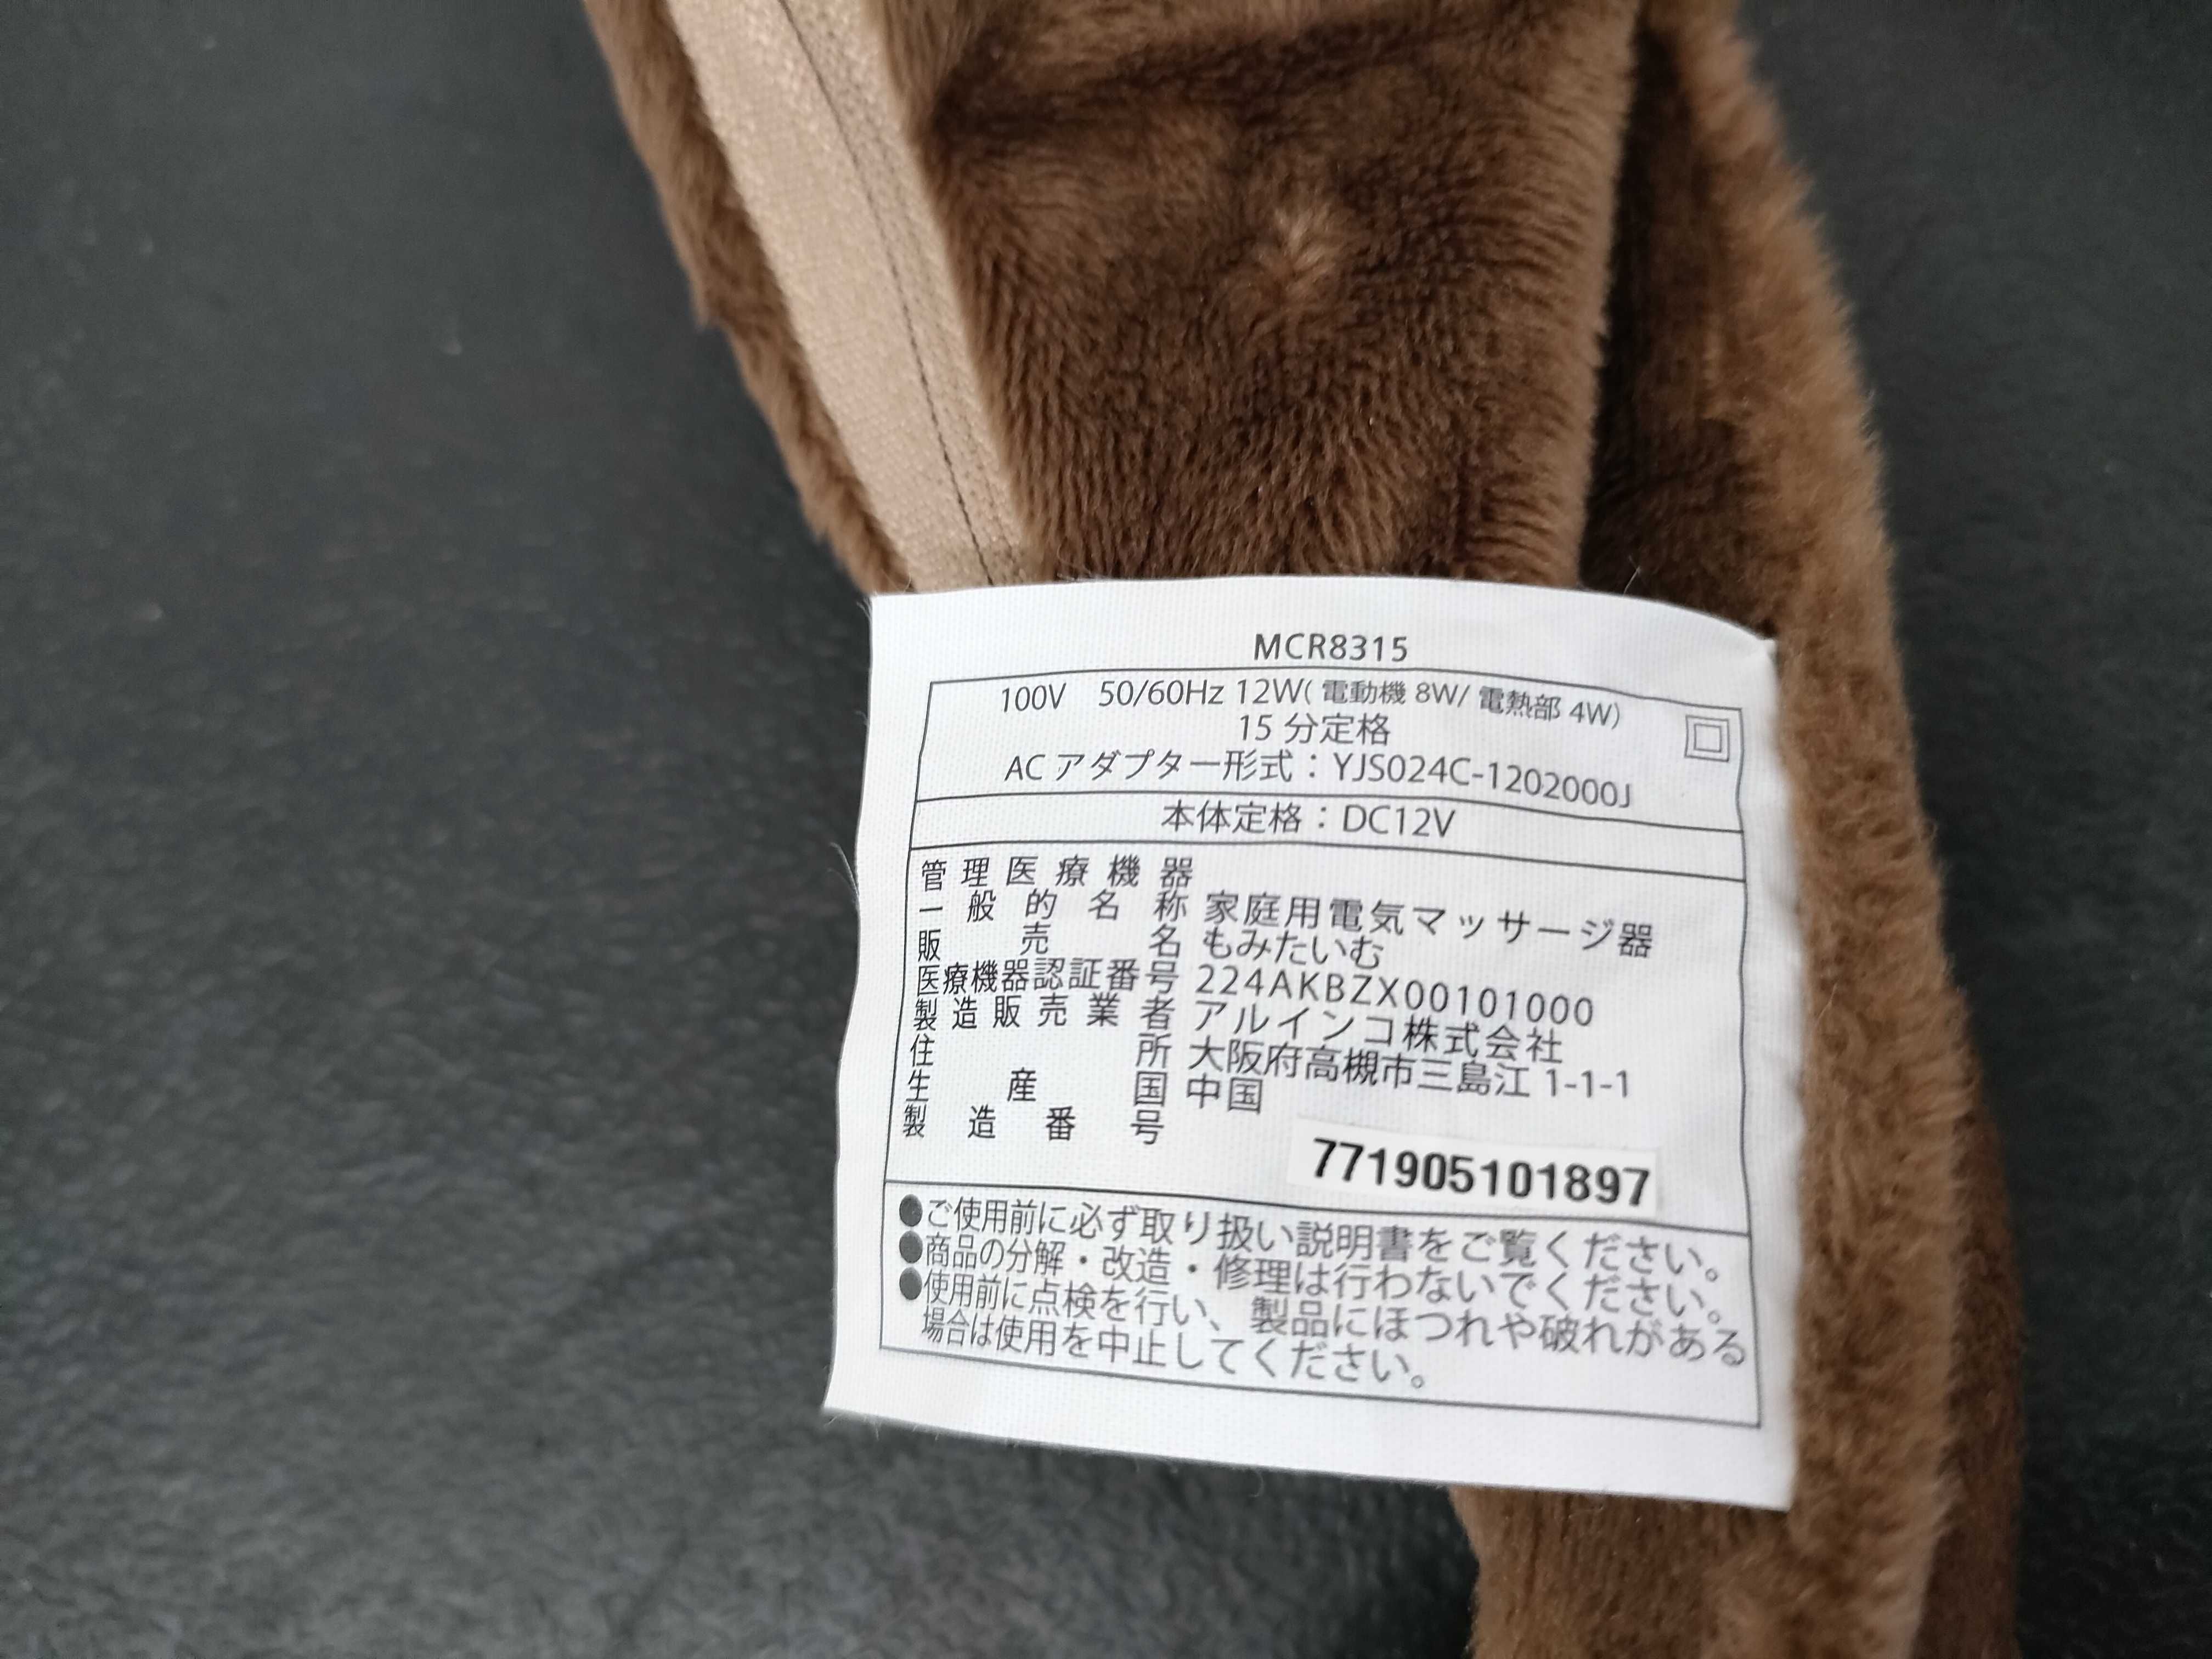 MCR8315
100V 50/60Hz 12W(電動機 8W/電熱部 4W)
15 分定格
AC アダプター形式：YJS024C-1202000J
本体定格：DC12V
管理医療機器
一般的名称 家庭用電気マッサージ器
販売名 もみたいむ
医療機器認証番号 224AKBZX00101000
製造販売業者 アルインコ株式会社
住所 大阪府高槻市三島江 1-1-1
生産国 中国
製造番号
771905101897
●ご使用前に必ず取り扱い説明書をご覧ください。
●商品の分解・改造・修理は行わないでください。
●使用前に点検を行い、製品にほつれや破れがある
場合は使用を中止してください。